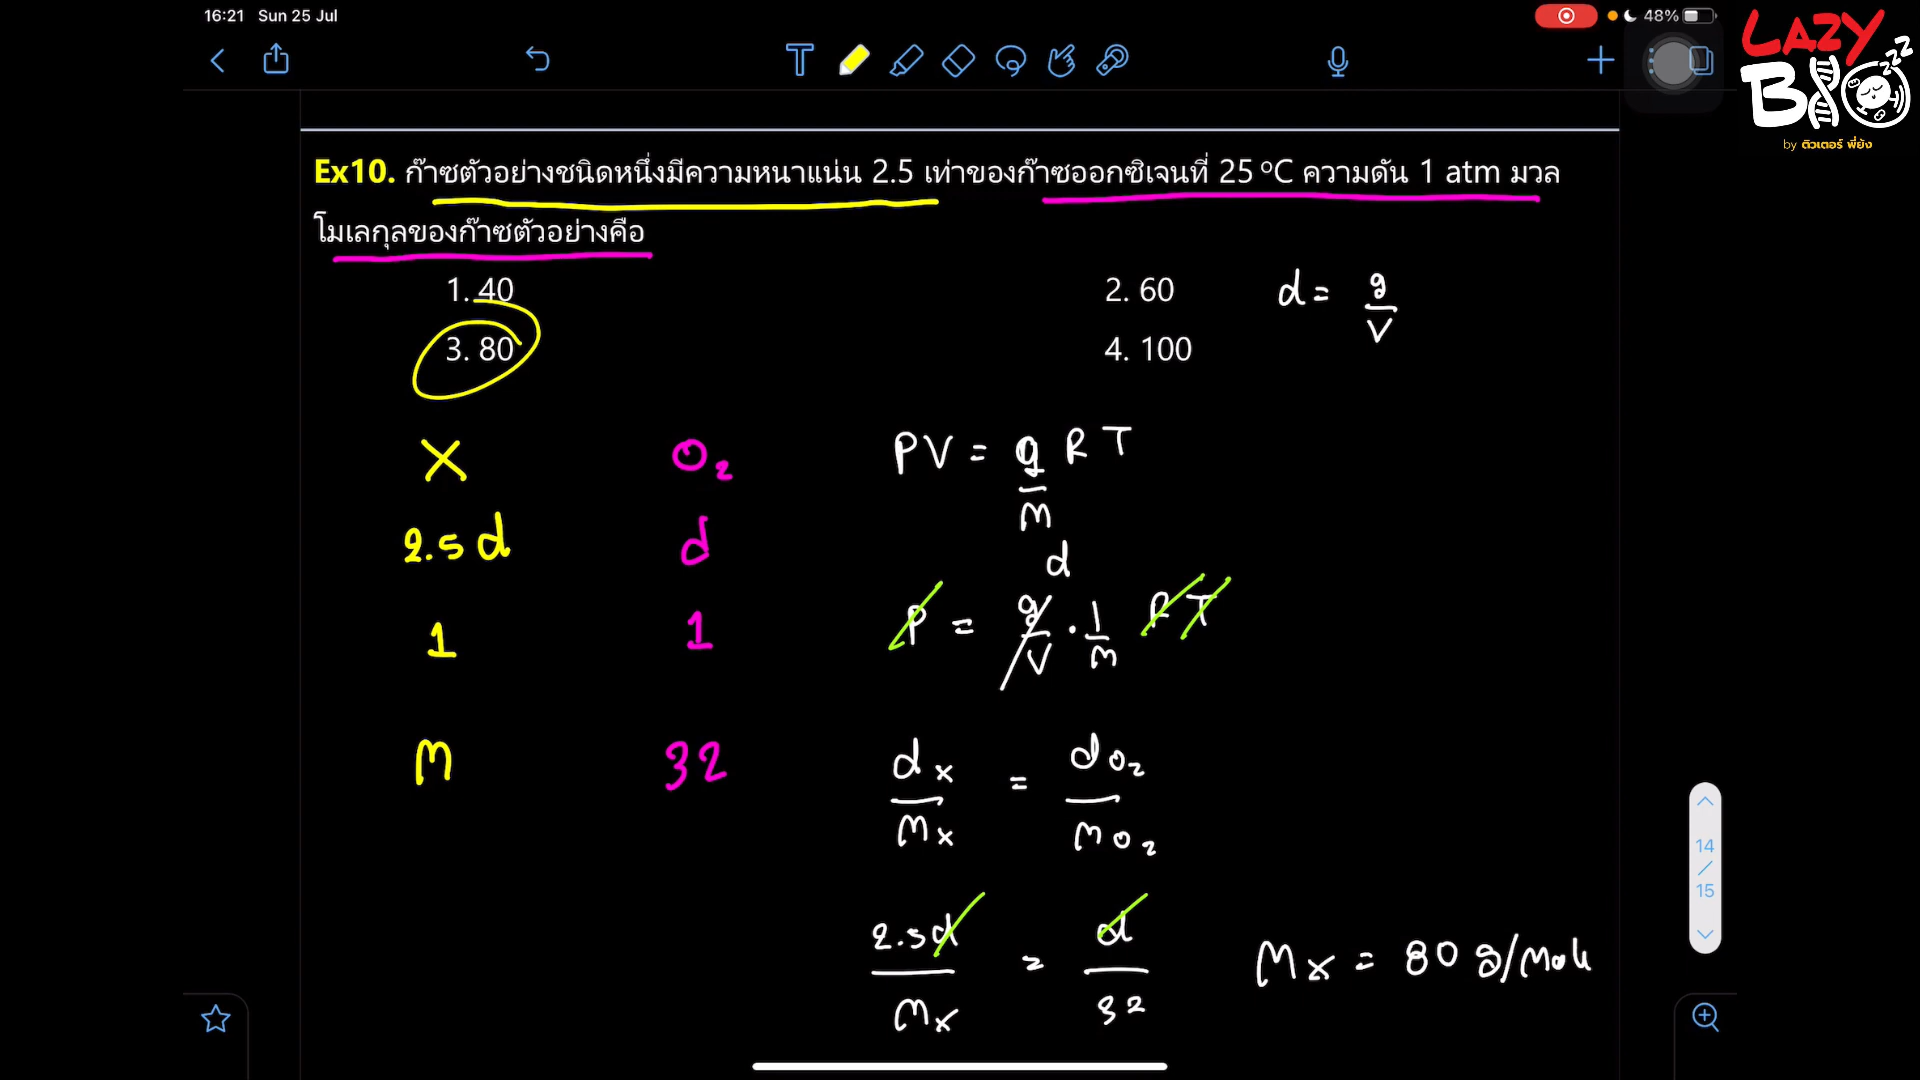 16:21 Sun 25 Jul
48%
LAZY
BIO zzz
by ติวเตอร์ พี่ยัง
Ex10. ก๊าซตัวอย่างชนิดหนึ่งมีความหนาแน่น 2.5 เท่าของก๊าซออกซิเจนที่ 25 °C ความดัน 1 atm มวล
โมเลกุลของก๊าซตัวอย่างคือ
1. 40
2. 60
3. 80
4. 100
d = g/V
X O₂
2.5 d d
1 1
M 32
PV = g/M R T
d
P = g/V · 1/M R T
dx/Mx = dO₂/MO₂
2.5d/Mx = d/32
Mx = 80 g/mol
14
/
15